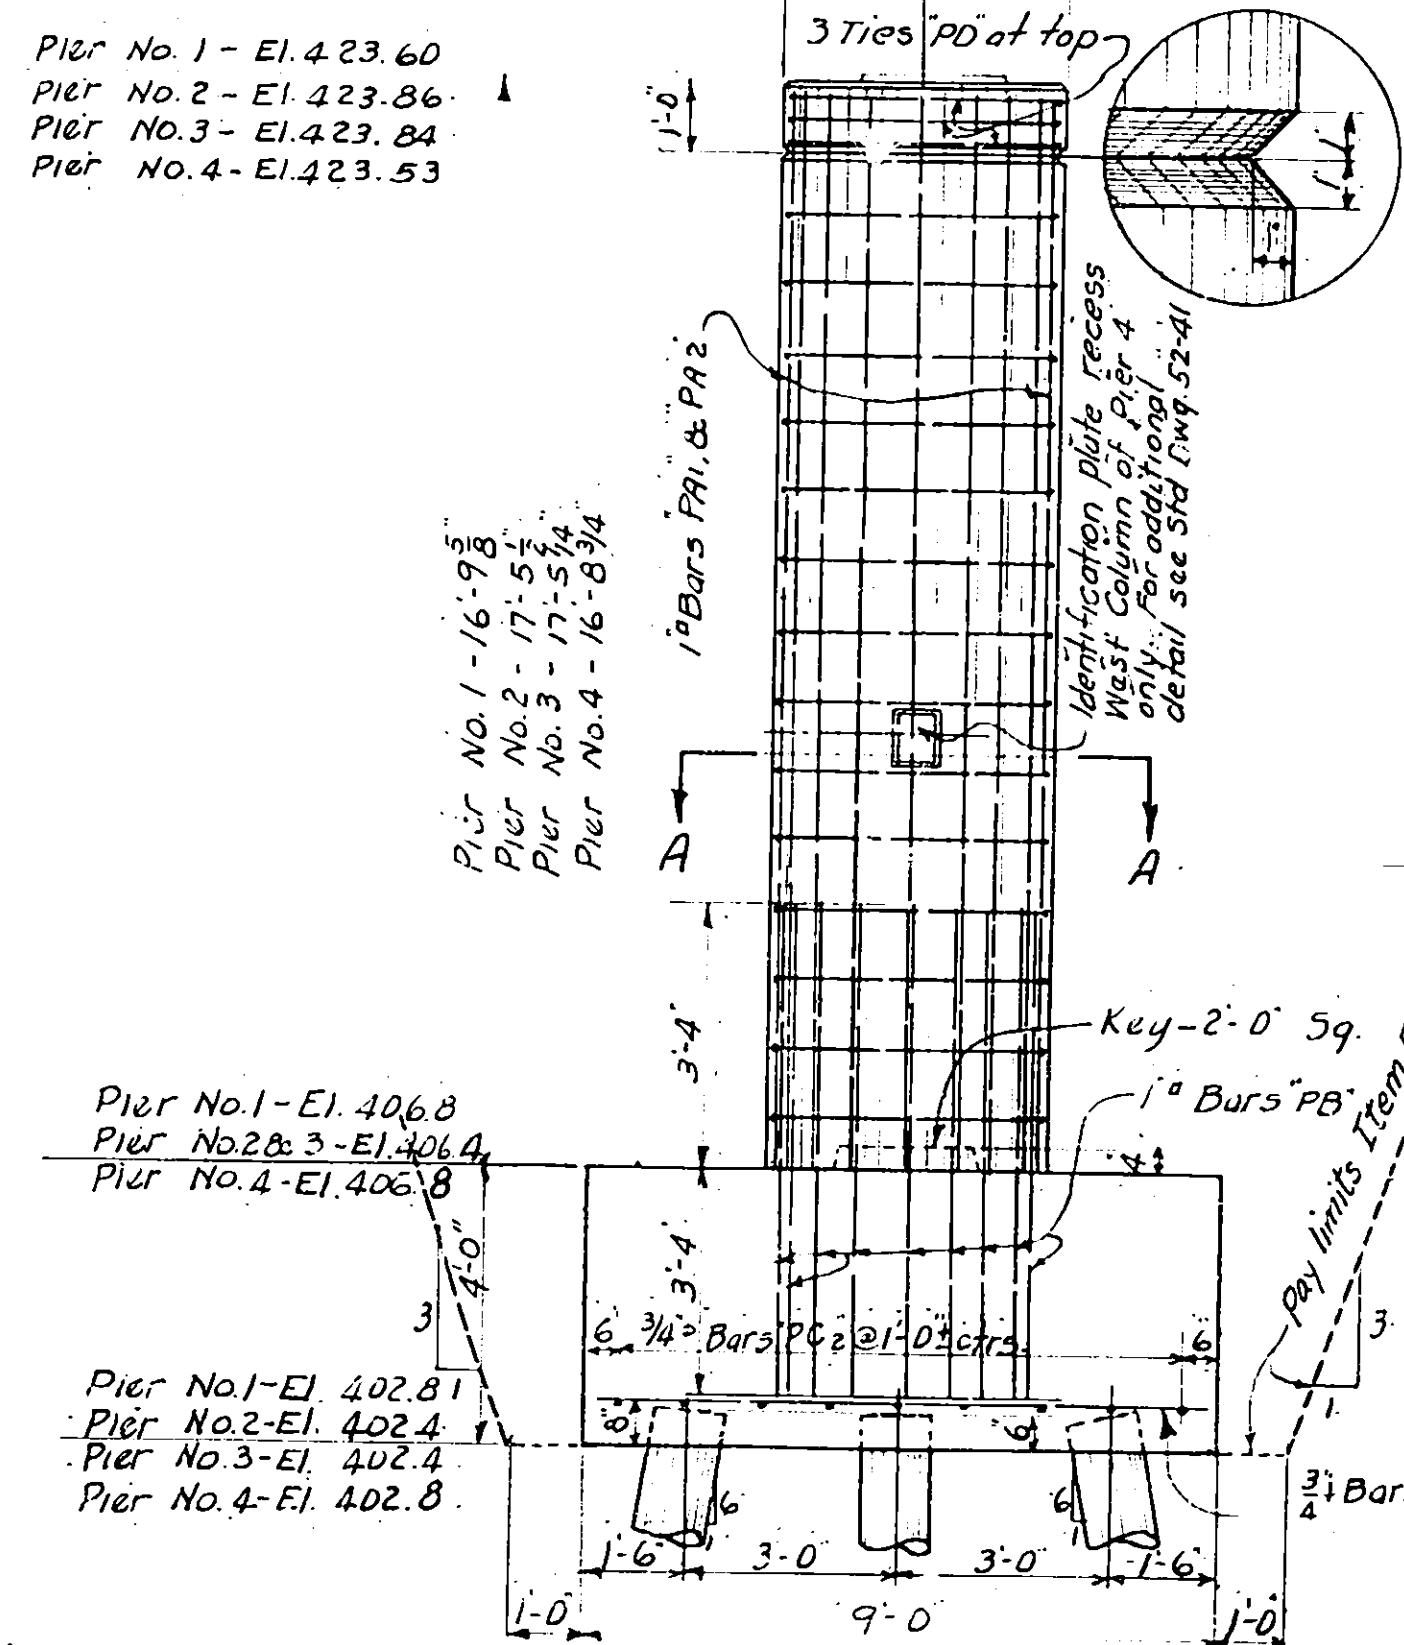 Pier No. 1 - El. 423.60
Pier No. 2 - El. 423.86
Pier No. 3 - El. 423.84
Pier No. 4 - El. 423.53
3 Ties "PD" at top
1'-0"
1"
1"
1"
1"□ Bars "PA1" & "PA2"
Identification plate recess
West Column of Pier 4
only. For additional
detail see Std Dwg. 52-41
Pier No. 1 - 16'-9 5/8"
Pier No. 2 - 17'-5 1/2"
Pier No. 3 - 17'-5 1/4"
Pier No. 4 - 16'-8 3/4"
A
A
3'-4"
Key - 2'-0" Sq.
1"□ Bars "PB"
4"
Pay limits Item
Pier No. 1 - El. 406.8
Pier No. 2 & 3 - El. 406.4
Pier No. 4 - El. 406.8
4'-0"
3
3'-4"
6" 3/4" Bars "PC2" @ 1'-0"± ctrs.
6"
3
1
Pier No. 1 - El. 402.81
Pier No. 2 - El. 402.4
Pier No. 3 - El. 402.4
Pier No. 4 - El. 402.8
8"
6"
3/4" Bar
6
1
6
1
1'-6"
3'-0"
3'-0"
1'-6"
1'-0"
9'-0"
1'-0"